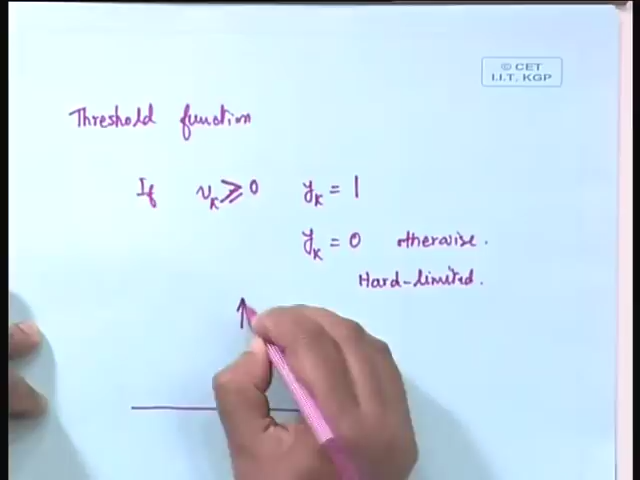 © CET
I.I.T, KGP
Threshold function
If v_k ≥ 0 y_k = 1
y_k = 0 otherwise.
Hard-limited.